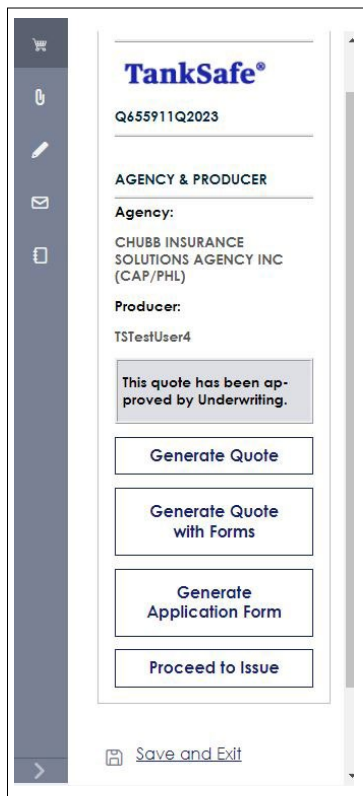 TankSafe®
Q655911Q2023
AGENCY & PRODUCER
Agency:
CHUBB INSURANCE
SOLUTIONS AGENCY INC
(CAP/PHL)
Producer:
TSTestUser4
This quote has been ap-
proved by Underwriting.
Generate Quote
Generate Quote
with Forms
Generate
Application Form
Proceed to Issue
Save and Exit